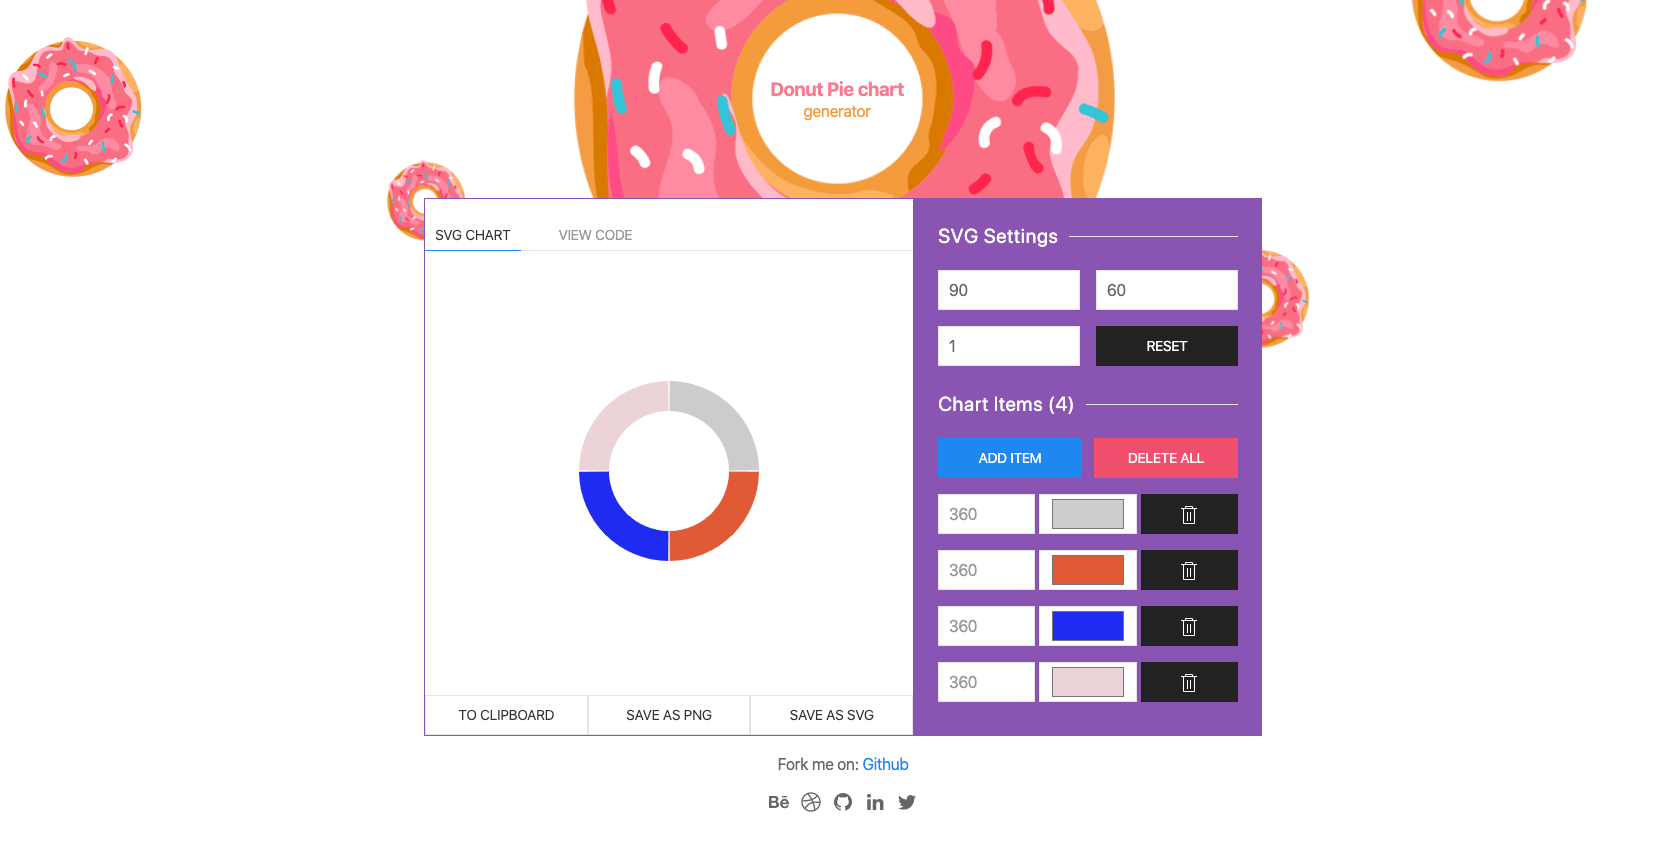 Donut Pie chart
generator
SVG CHART
VIEW CODE
TO CLIPBOARD
SAVE AS PNG
SAVE AS SVG
SVG Settings
90
60
1
RESET
Chart Items (4)
ADD ITEM
DELETE ALL
360
360
360
360
Fork me on: Github
Bē
in